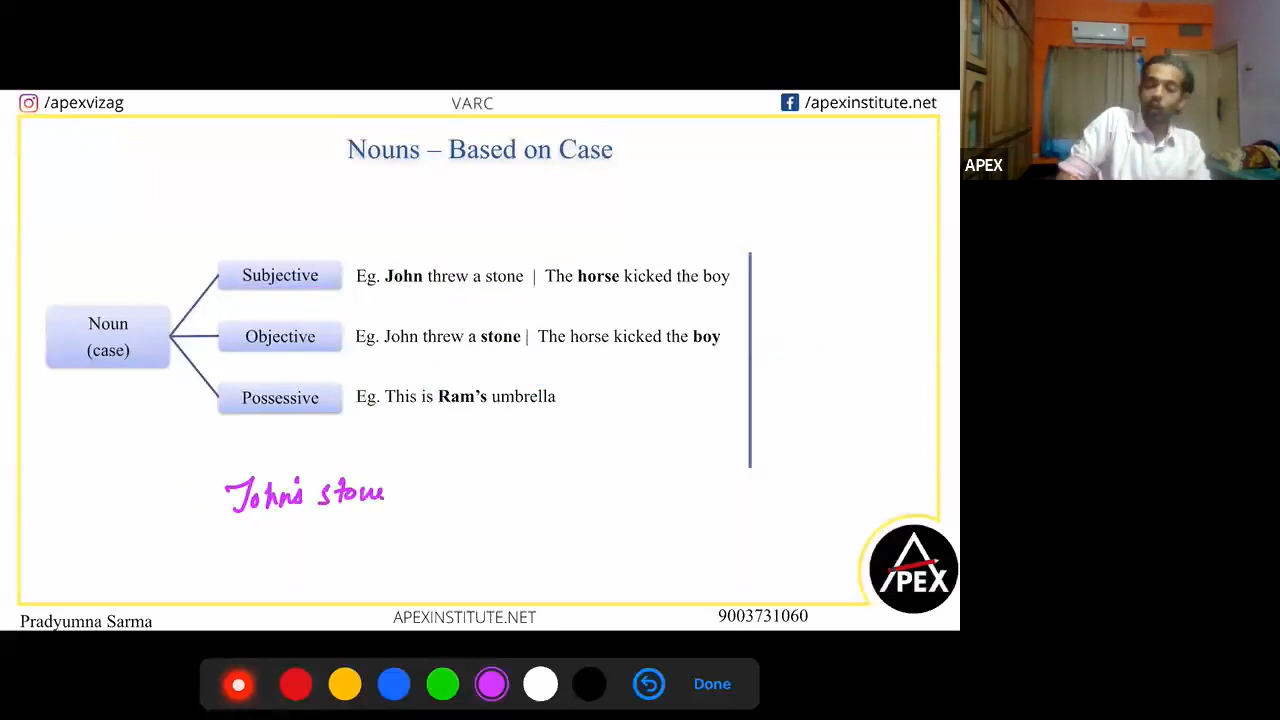 /apexvizag VARC /apexinstitute.net
APEX
Nouns – Based on Case
Subjective Eg. John threw a stone | The horse kicked the boy
Noun
(case)
Objective Eg. John threw a stone | The horse kicked the boy
Possessive Eg. This is Ram's umbrella
John's stone
APEX
Pradyumna Sarma APEXINSTITUTE.NET 9003731060
Done